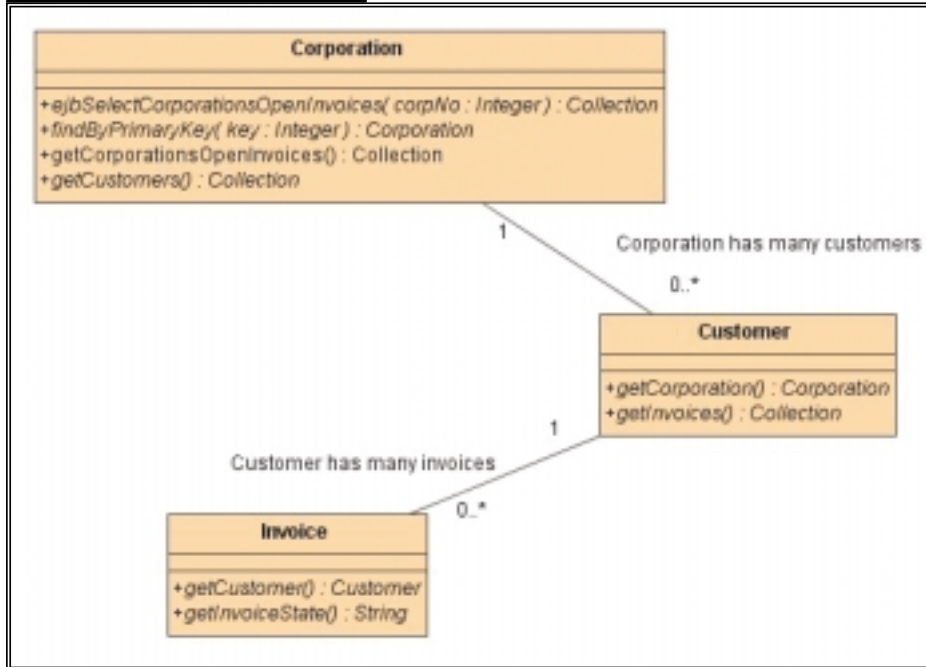 Corporation
+ejbSelectCorporationsOpenInvoices( corpNo : Integer ) : Collection
+findByPrimaryKey( key : Integer ) : Corporation
+getCorporationsOpenInvoices() : Collection
+getCustomers() : Collection
1
Corporation has many customers
0..*
Customer
+getCorporation() : Corporation
+getInvoices() : Collection
1
Customer has many invoices
0..*
Invoice
+getCustomer() : Customer
+getInvoiceState() : String